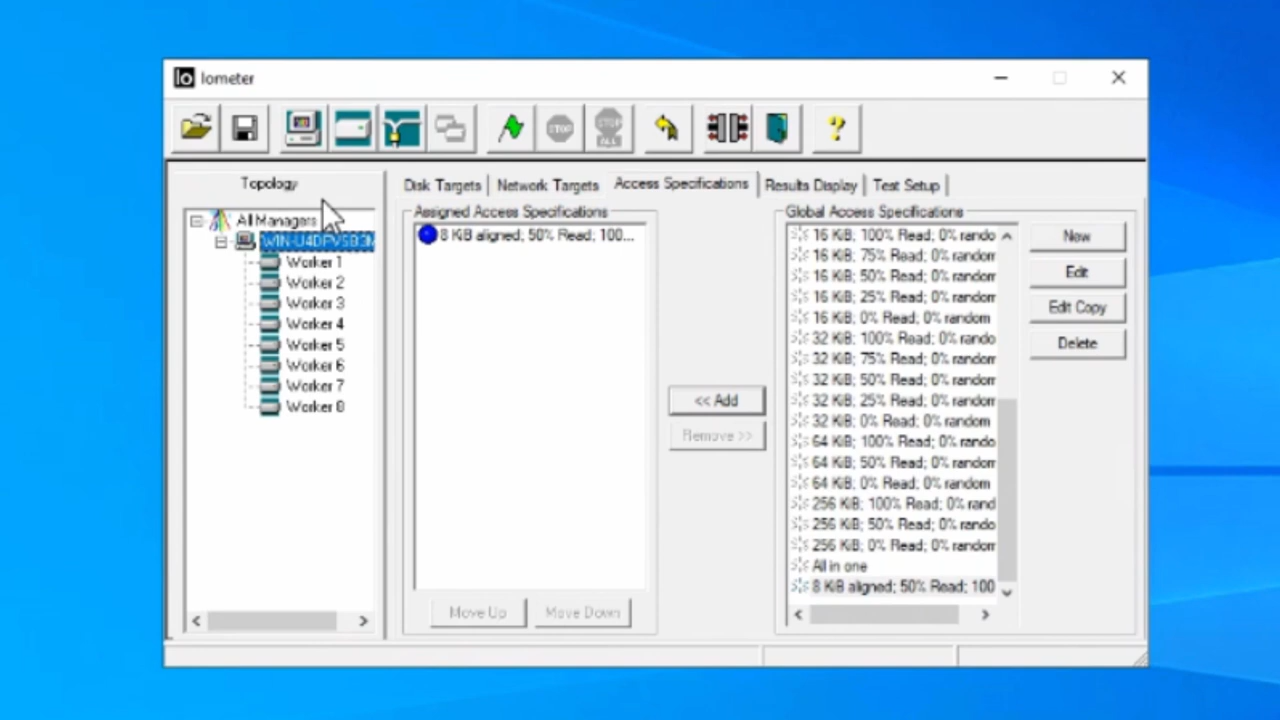 Iometer
STOP
STOP ALL
?
Topology
All Managers
WIN-U4DPVSB3M
Worker 1
Worker 2
Worker 3
Worker 4
Worker 5
Worker 6
Worker 7
Worker 8
Disk Targets
Network Targets
Access Specifications
Results Display
Test Setup
Assigned Access Specifications
8 KiB aligned; 50% Read; 100...
Move Up
Move Down
<< Add
Remove >>
Global Access Specifications
16 KiB; 100% Read; 0% rando
16 KiB; 75% Read; 0% random
16 KiB; 50% Read; 0% random
16 KiB; 25% Read; 0% random
16 KiB; 0% Read; 0% random
32 KiB; 100% Read; 0% rando
32 KiB; 75% Read; 0% random
32 KiB; 50% Read; 0% random
32 KiB; 25% Read; 0% random
32 KiB; 0% Read; 0% random
64 KiB; 100% Read; 0% rando
64 KiB; 50% Read; 0% random
64 KiB; 0% Read; 0% random
256 KiB; 100% Read; 0% rand
256 KiB; 50% Read; 0% rando
256 KiB; 0% Read; 0% random
All in one
8 KiB aligned; 50% Read; 100
New
Edit
Edit Copy
Delete